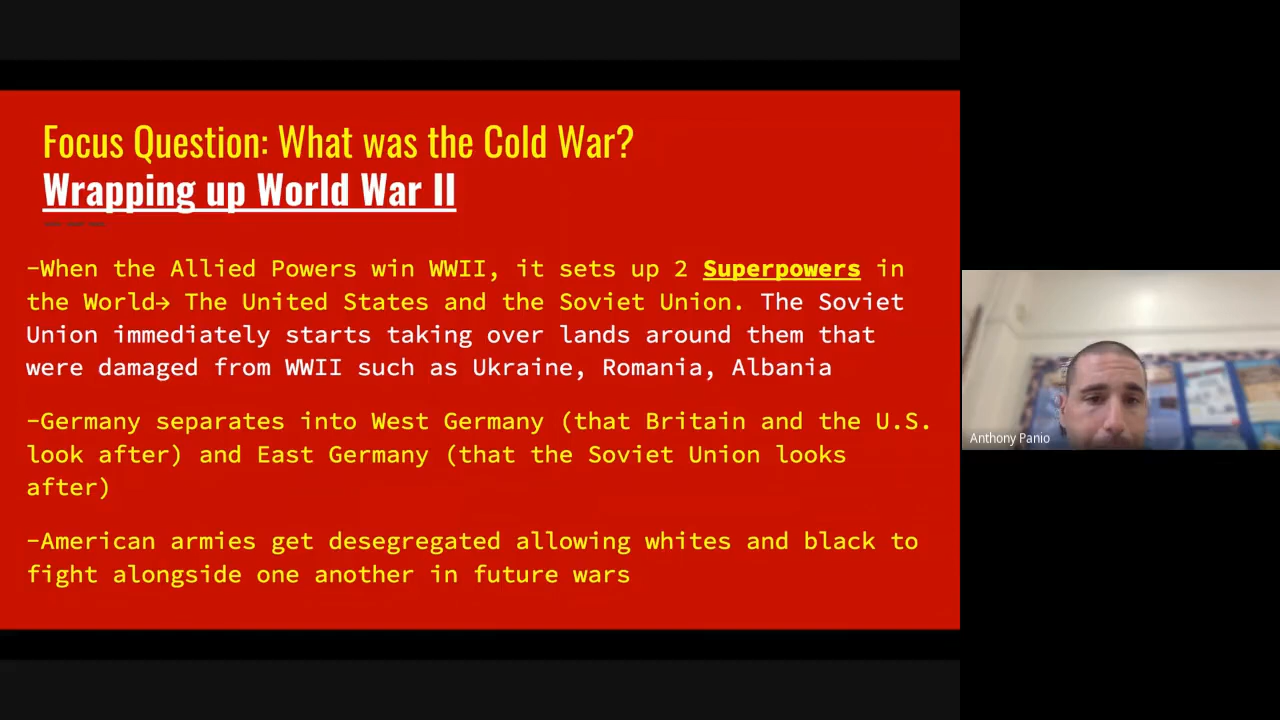 Focus Question: What was the Cold War?
Wrapping up World War II
-When the Allied Powers win WWII, it sets up 2 Superpowers in
the World→ The United States and the Soviet Union. The Soviet
Union immediately starts taking over lands around them that
were damaged from WWII such as Ukraine, Romania, Albania
-Germany separates into West Germany (that Britain and the U.S.
look after) and East Germany (that the Soviet Union looks
after)
-American armies get desegregated allowing whites and black to
fight alongside one another in future wars
Anthony Panio